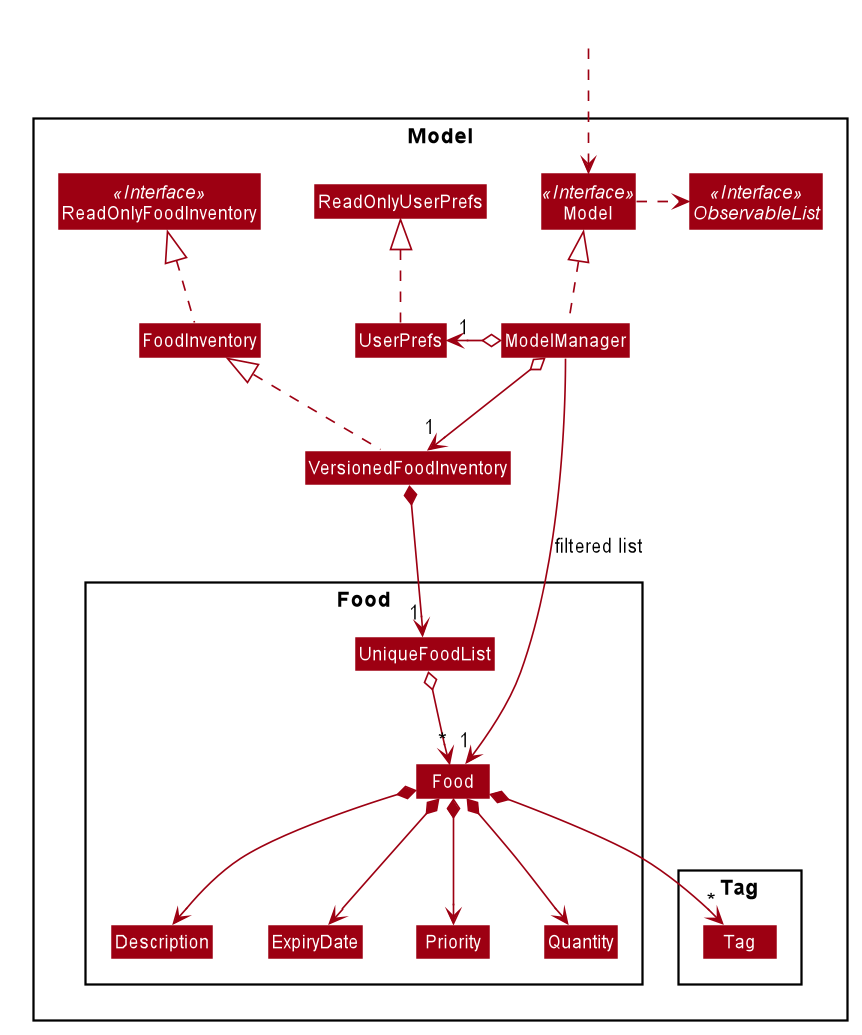 Model
«Interface»
ReadOnlyFoodInventory
ReadOnlyUserPrefs
«Interface»
Model
«Interface»
ObservableList
FoodInventory
UserPrefs
1
ModelManager
1
VersionedFoodInventory
filtered list
Food
1
UniqueFoodList
*
1
Food
Tag
*
Description
ExpiryDate
Priority
Quantity
Tag